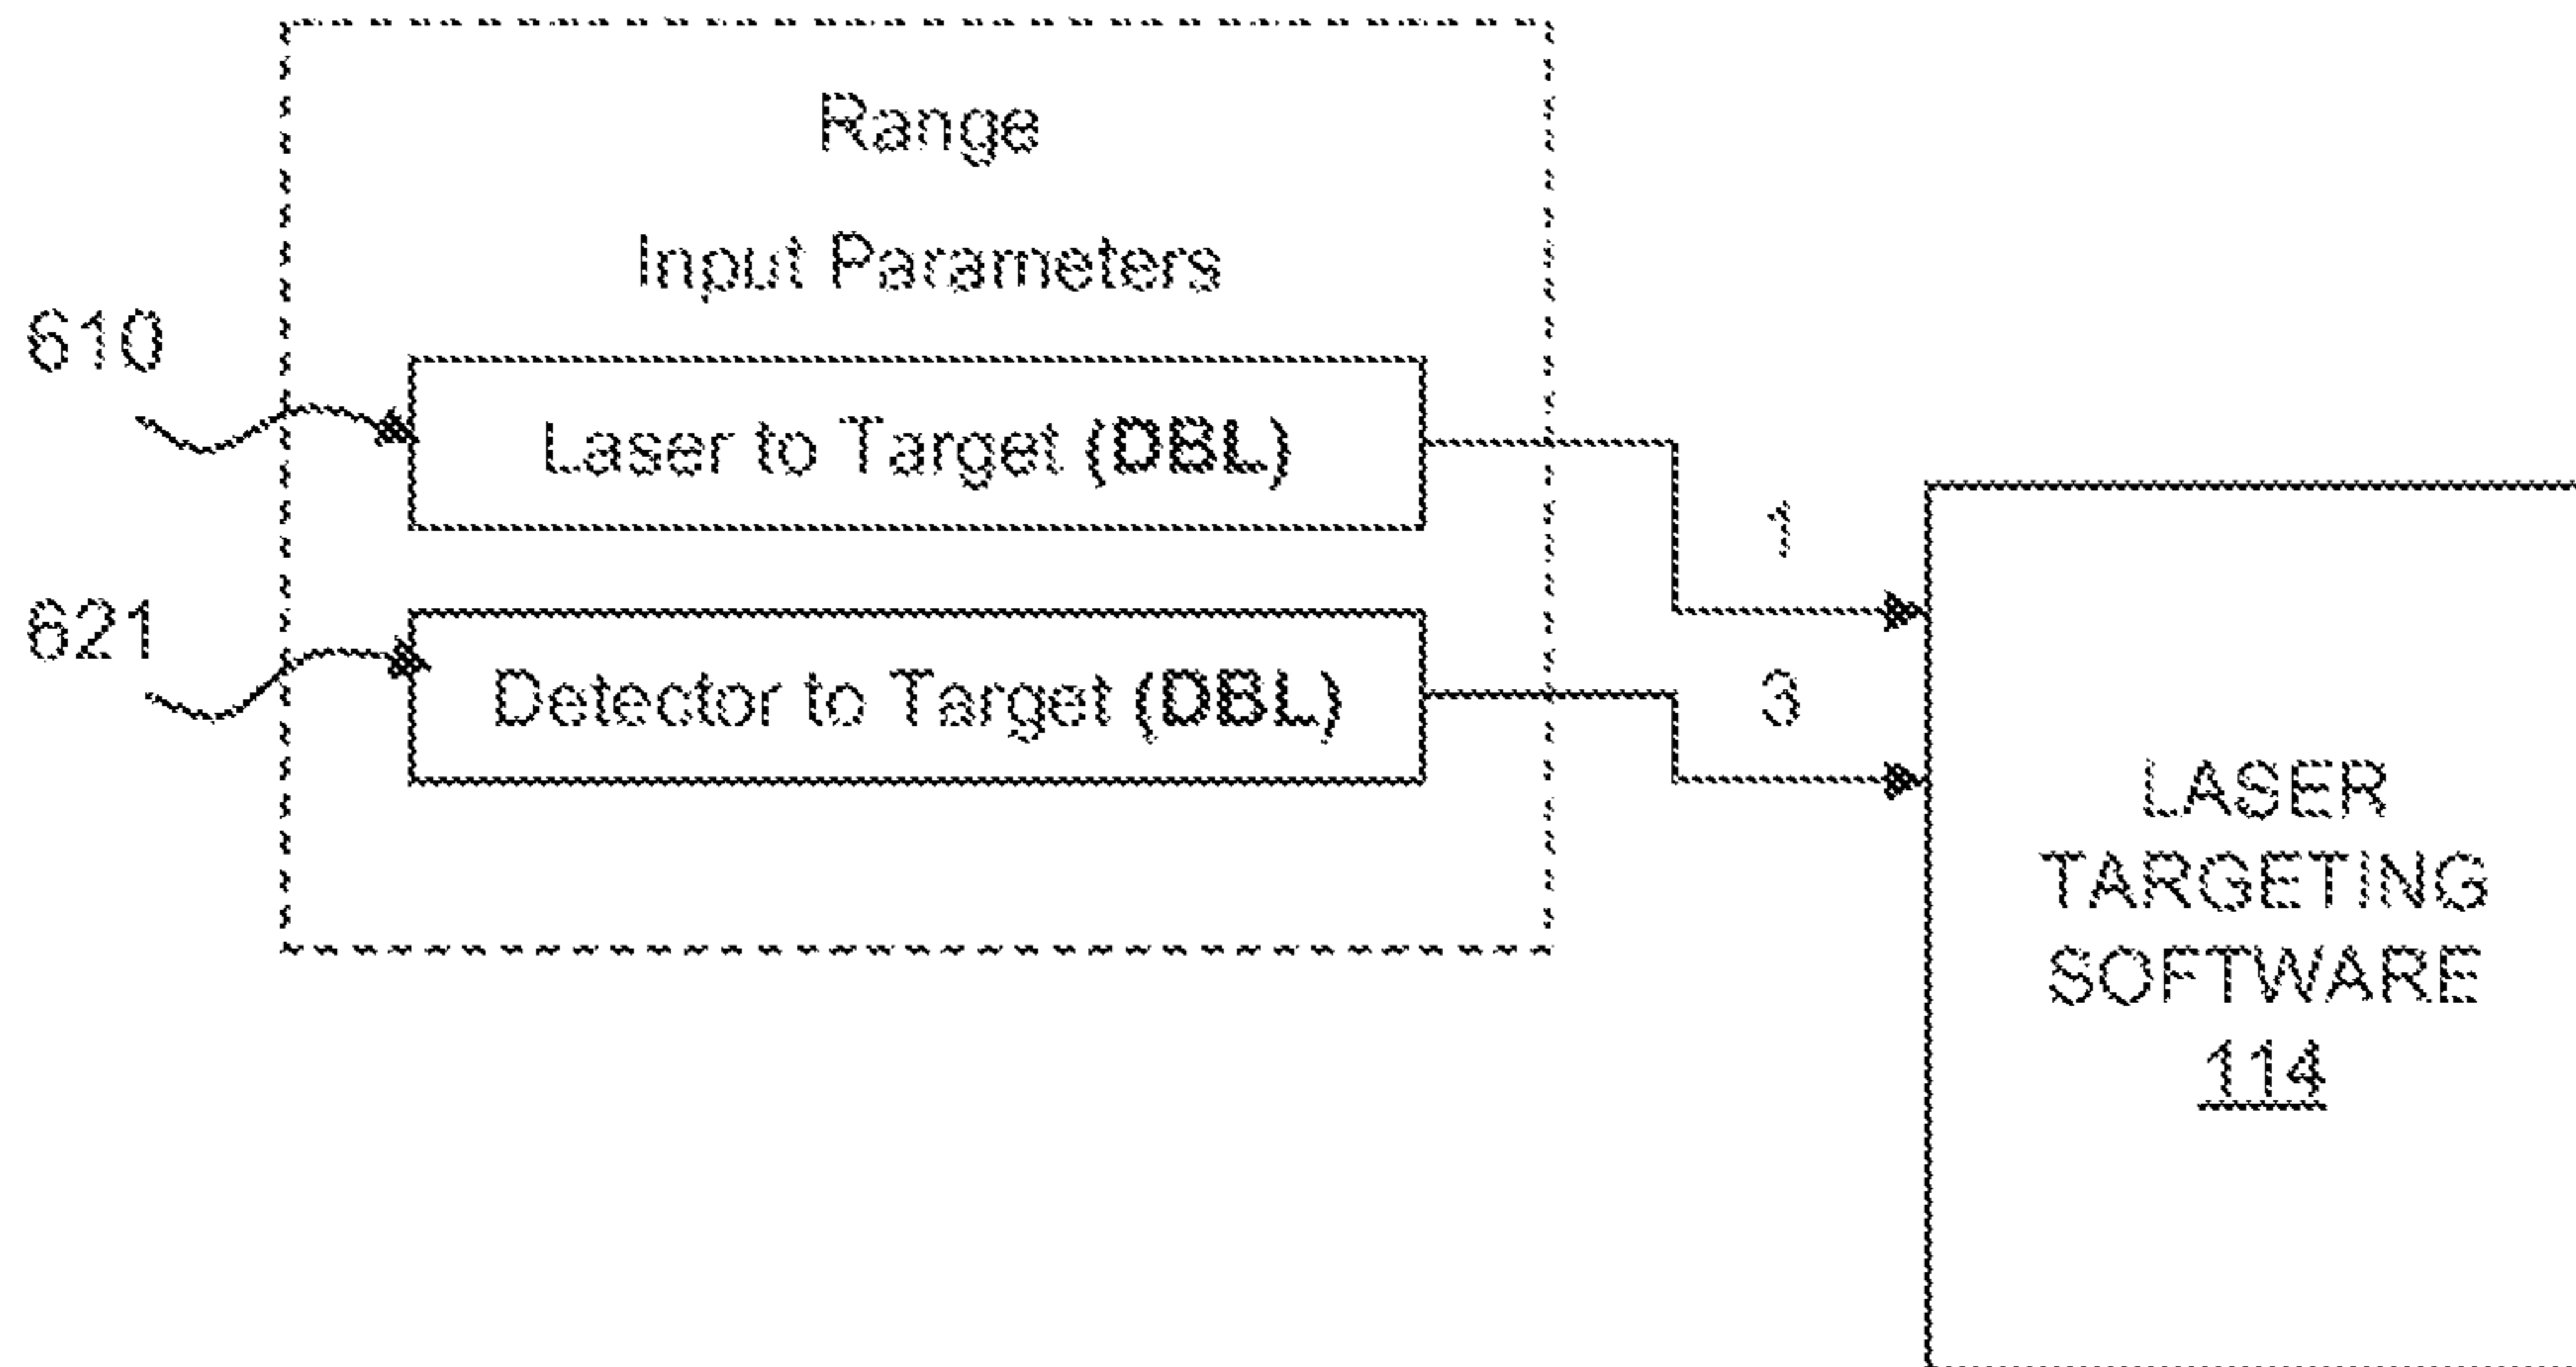 Range
Input Parameters
610
Laser to Target (DBL)
1
621
Detector to Target (DBL)
3
LASER
TARGETING
SOFTWARE
114